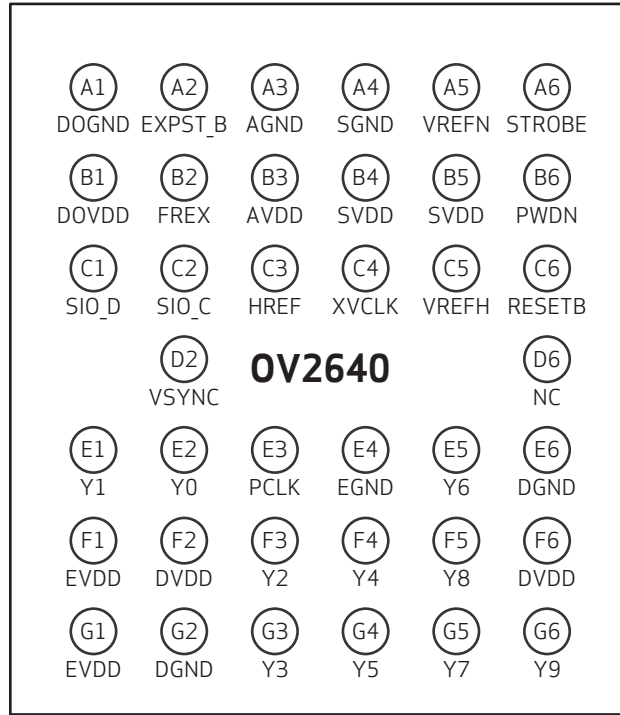 A1 A2 A3 A4 A5 A6
DOGND EXPST_B AGND SGND VREFN STROBE
B1 B2 B3 B4 B5 B6
DOVDD FREX AVDD SVDD SVDD PWDN
C1 C2 C3 C4 C5 C6
SIO_D SIO_C HREF XVCLK VREFH RESETB
D2 OV2640 D6
VSYNC NC
E1 E2 E3 E4 E5 E6
Y1 Y0 PCLK EGND Y6 DGND
F1 F2 F3 F4 F5 F6
EVDD DVDD Y2 Y4 Y8 DVDD
G1 G2 G3 G4 G5 G6
EVDD DGND Y3 Y5 Y7 Y9